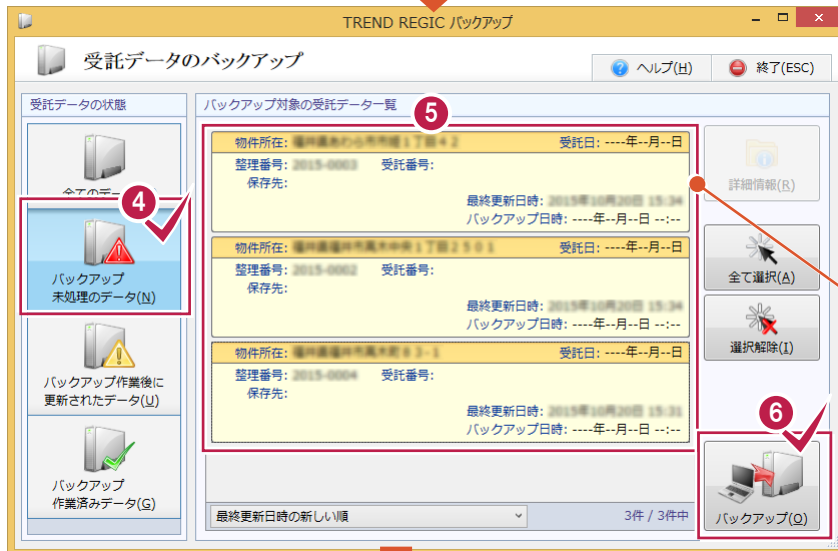 TREND REGIC バックアップ
受託データのバックアップ
ヘルプ(H)
終了(ESC)
受託データの状態
バックアップ対象の受託データ一覧
5
4
バックアップ
未処理のデータ(N)
バックアップ作業後に
更新されたデータ(U)
バックアップ
作業済みデータ(G)
物件所在:
受託日: ----年--月--日
整理番号: 2015-0003 受託番号:
保存先:
最終更新日時: 2015年10月20日 15:34
バックアップ日時: ----年--月--日 --:--
物件所在:
受託日: ----年--月--日
整理番号: 2015-0002 受託番号:
保存先:
最終更新日時: 2015年10月20日 15:34
バックアップ日時: ----年--月--日 --:--
物件所在:
受託日: ----年--月--日
整理番号: 2015-0004 受託番号:
保存先:
最終更新日時: 2015年10月20日 15:31
バックアップ日時: ----年--月--日 --:--
最終更新日時の新しい順
3件 / 3件中
詳細情報(R)
全て選択(A)
選択解除(I)
6
バックアップ(O)